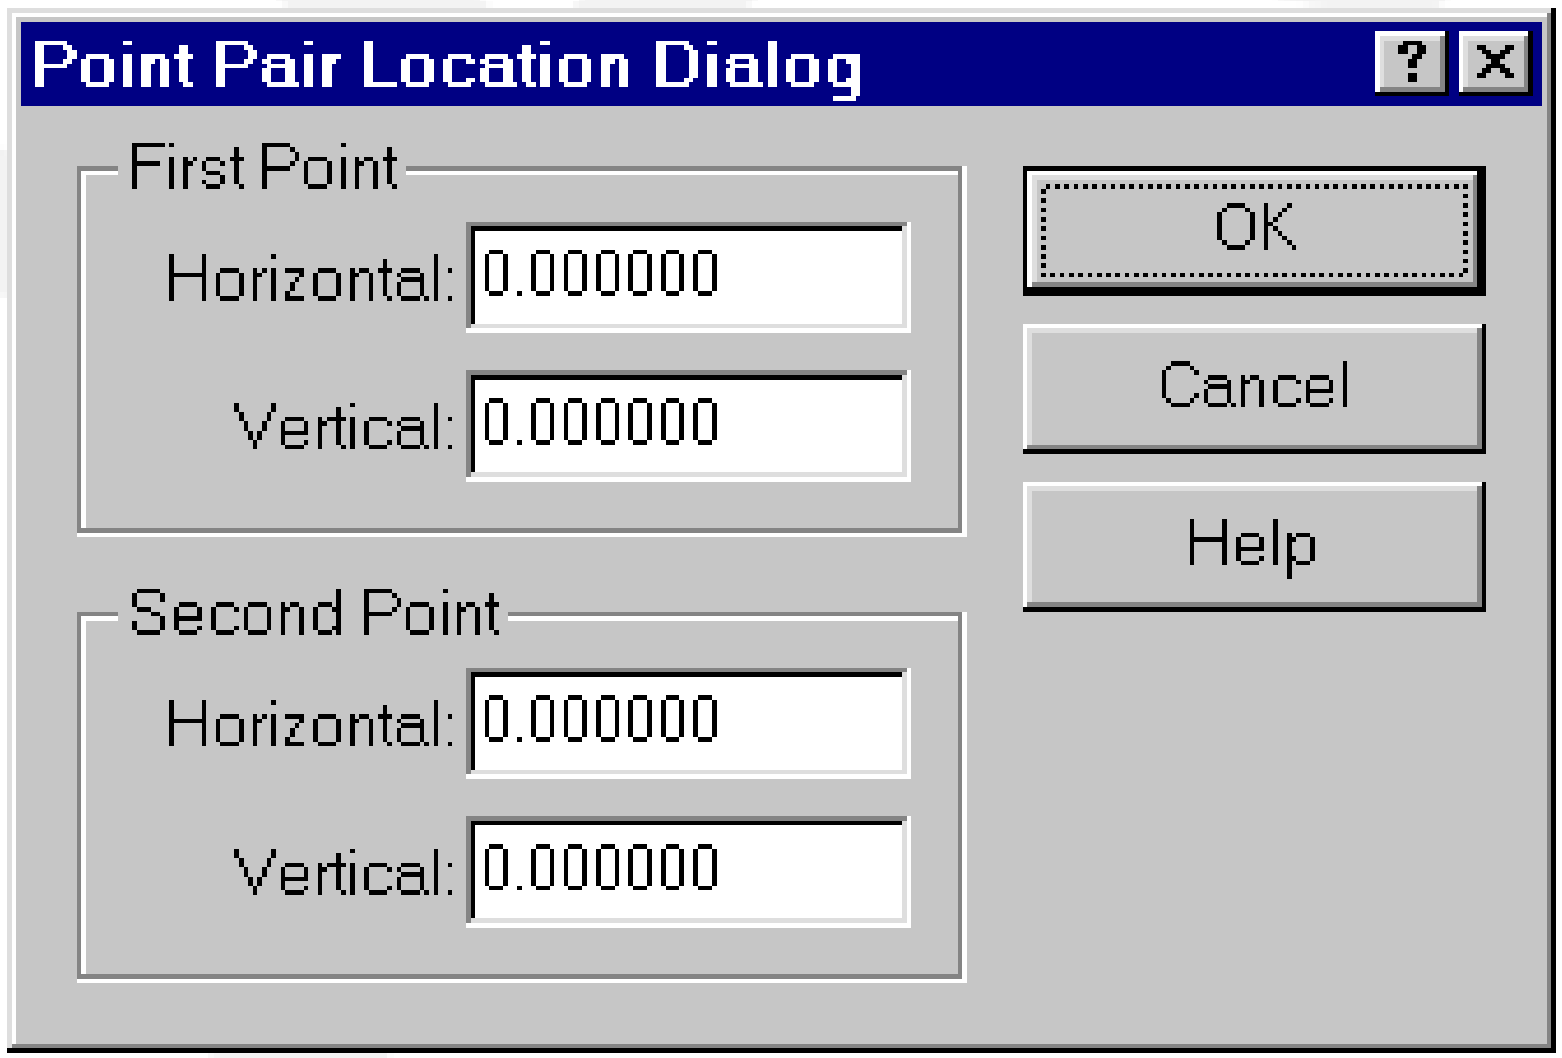 Point Pair Location Dialog
First Point
Horizontal: 0.000000
Vertical: 0.000000
Second Point
Horizontal: 0.000000
Vertical: 0.000000
OK
Cancel
Help